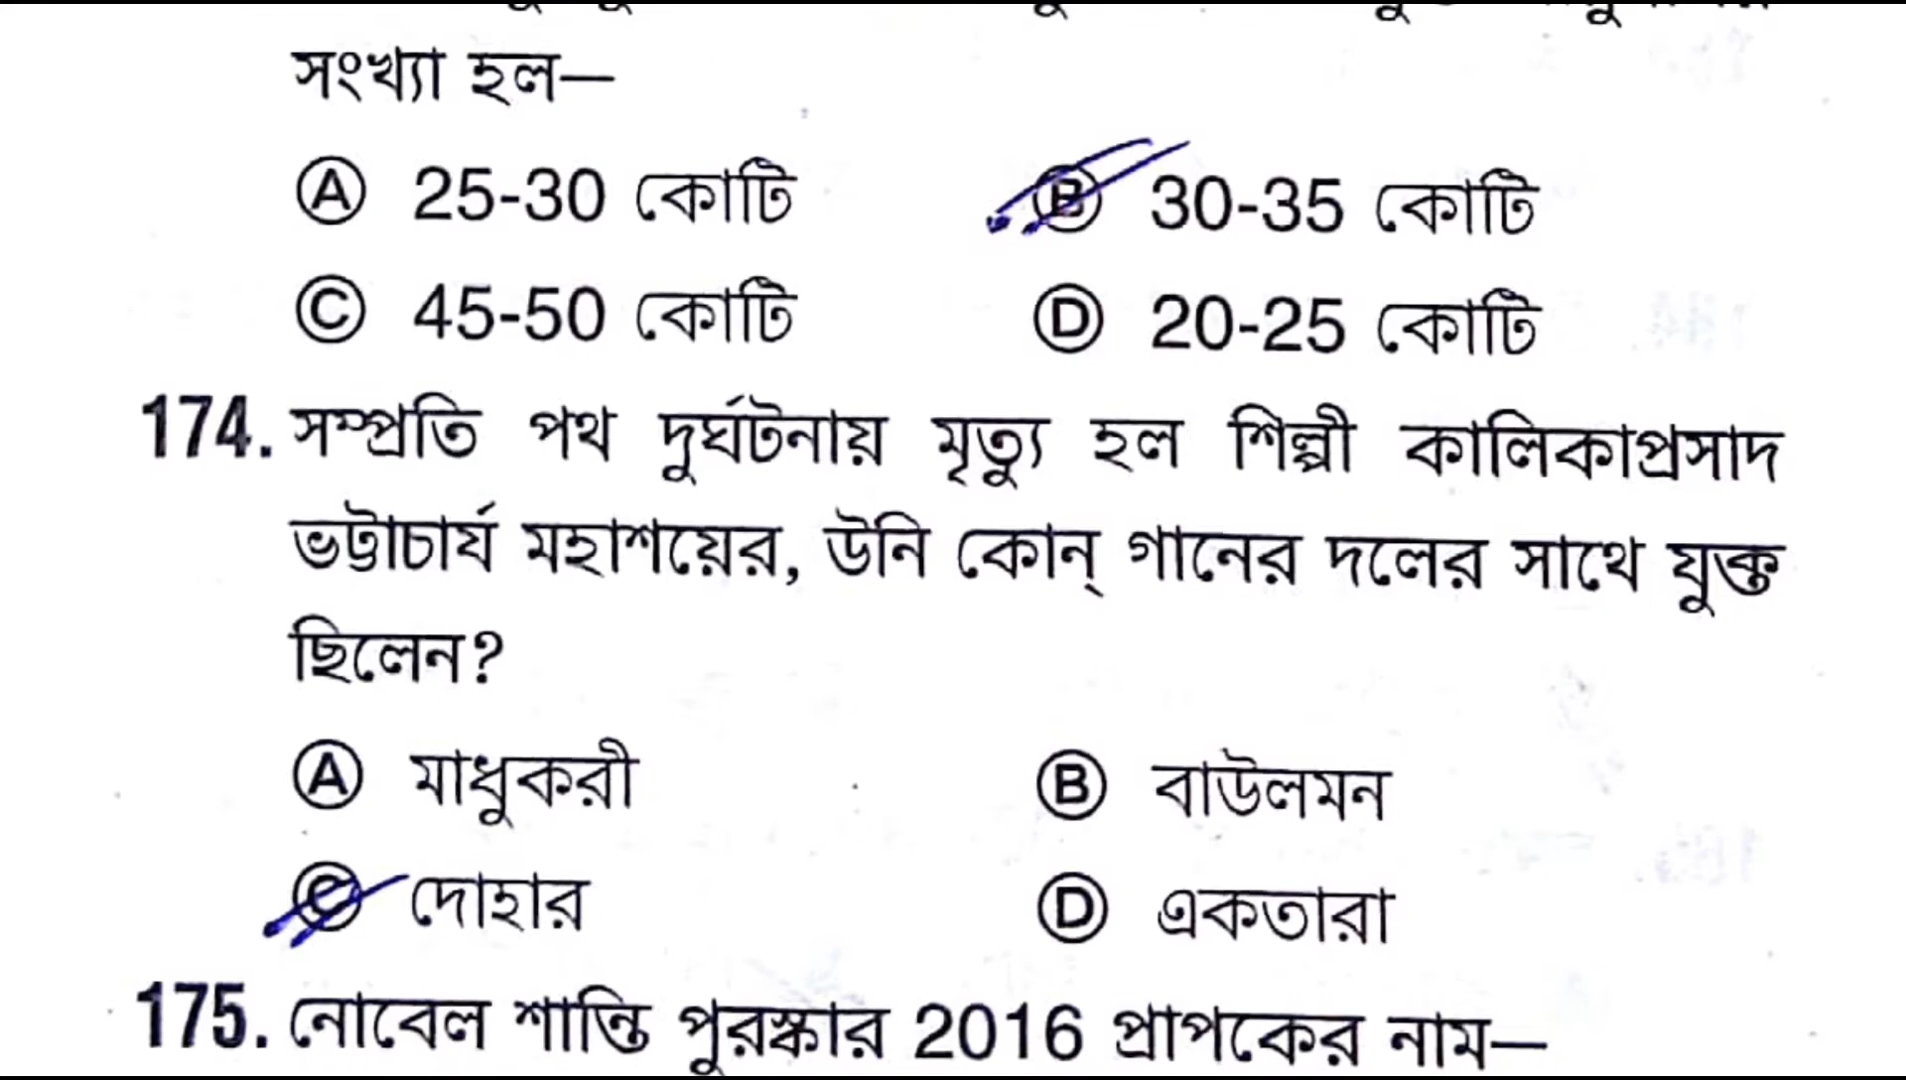 সংখ্যা হল—
Ⓐ 25-30 কোটি Ⓑ 30-35 কোটি
Ⓒ 45-50 কোটি Ⓓ 20-25 কোটি
174. সম্প্রতি পথ দুর্ঘটনায় মৃত্যু হল শিল্পী কালিকাপ্রসাদ
ভট্টাচার্য মহাশয়ের, উনি কোন্ গানের দলের সাথে যুক্ত
ছিলেন?
Ⓐ মাধুকরী Ⓑ বাউলমন
Ⓒ দোহার Ⓓ একতারা
175. নোবেল শান্তি পুরস্কার 2016 প্রাপকের নাম—